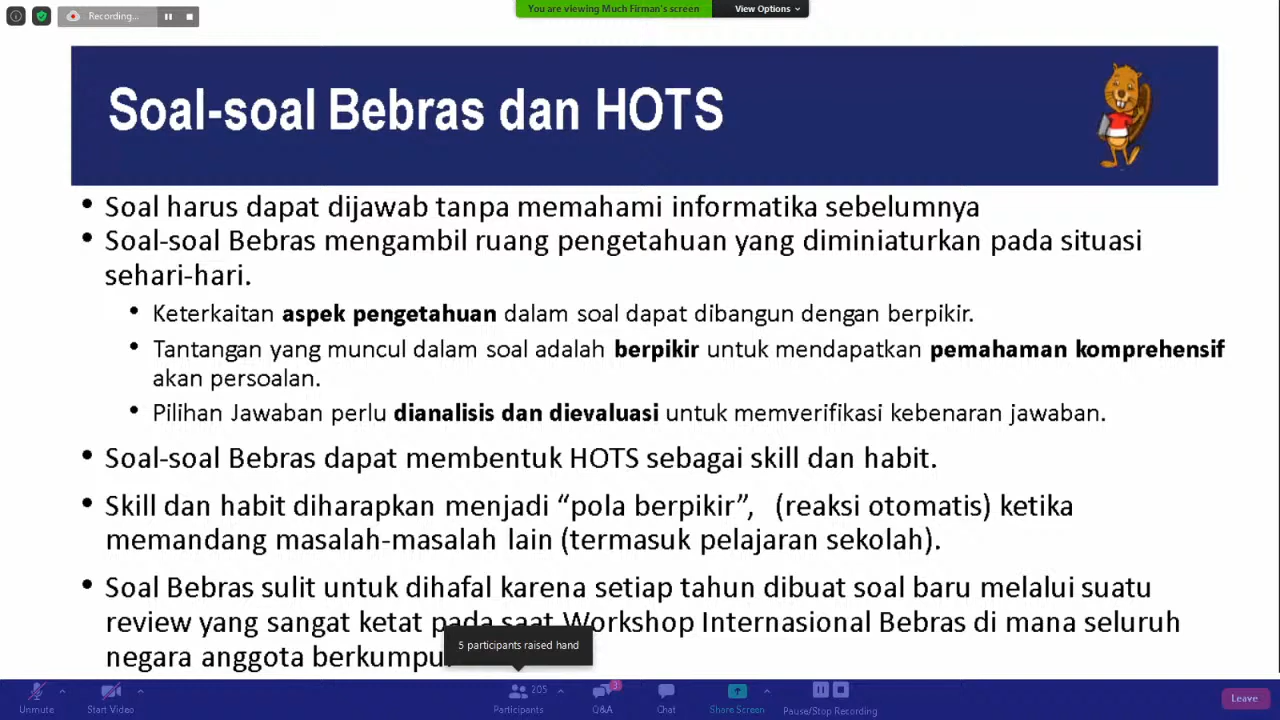 Recording...
You are viewing Much Firman's screen
View Options
Soal-soal Bebras dan HOTS
• Soal harus dapat dijawab tanpa memahami informatika sebelumnya
• Soal-soal Bebras mengambil ruang pengetahuan yang diminiaturkan pada situasi
sehari-hari.
• Keterkaitan aspek pengetahuan dalam soal dapat dibangun dengan berpikir.
• Tantangan yang muncul dalam soal adalah berpikir untuk mendapatkan pemahaman komprehensif
akan persoalan.
• Pilihan Jawaban perlu dianalisis dan dievaluasi untuk memverifikasi kebenaran jawaban.
• Soal-soal Bebras dapat membentuk HOTS sebagai skill dan habit.
• Skill dan habit diharapkan menjadi “pola berpikir”, (reaksi otomatis) ketika
memandang masalah-masalah lain (termasuk pelajaran sekolah).
• Soal Bebras sulit untuk dihafal karena setiap tahun dibuat soal baru melalui suatu
review yang sangat ketat pada saat Workshop Internasional Bebras di mana seluruh
negara anggota berkumpu
5 participants raised hand
205
3
Unmute
Start Video
Participants
Q&A
Chat
Share Screen
Pause/Stop Recording
Leave